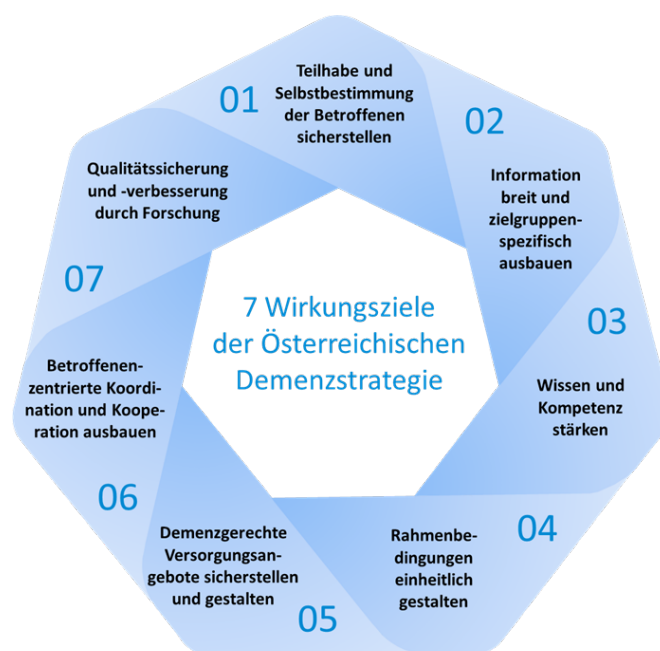 7 Wirkungsziele
der Österreichischen
Demenzstrategie
01
Teilhabe und
Selbstbestimmung
der Betroffenen
sicherstellen
02
Information
breit und
zielgruppen-
spezifisch
ausbauen
03
Wissen und
Kompetenz
stärken
04
Rahmenbe-
dingungen
einheitlich
gestalten
05
Demenzgerechte
Versorgungsan-
gebote sicherstellen
und gestalten
06
Betroffenen-
zentrierte Koordi-
nation und Koope-
ration ausbauen
07
Qualitätssicherung
und -verbesserung
durch Forschung